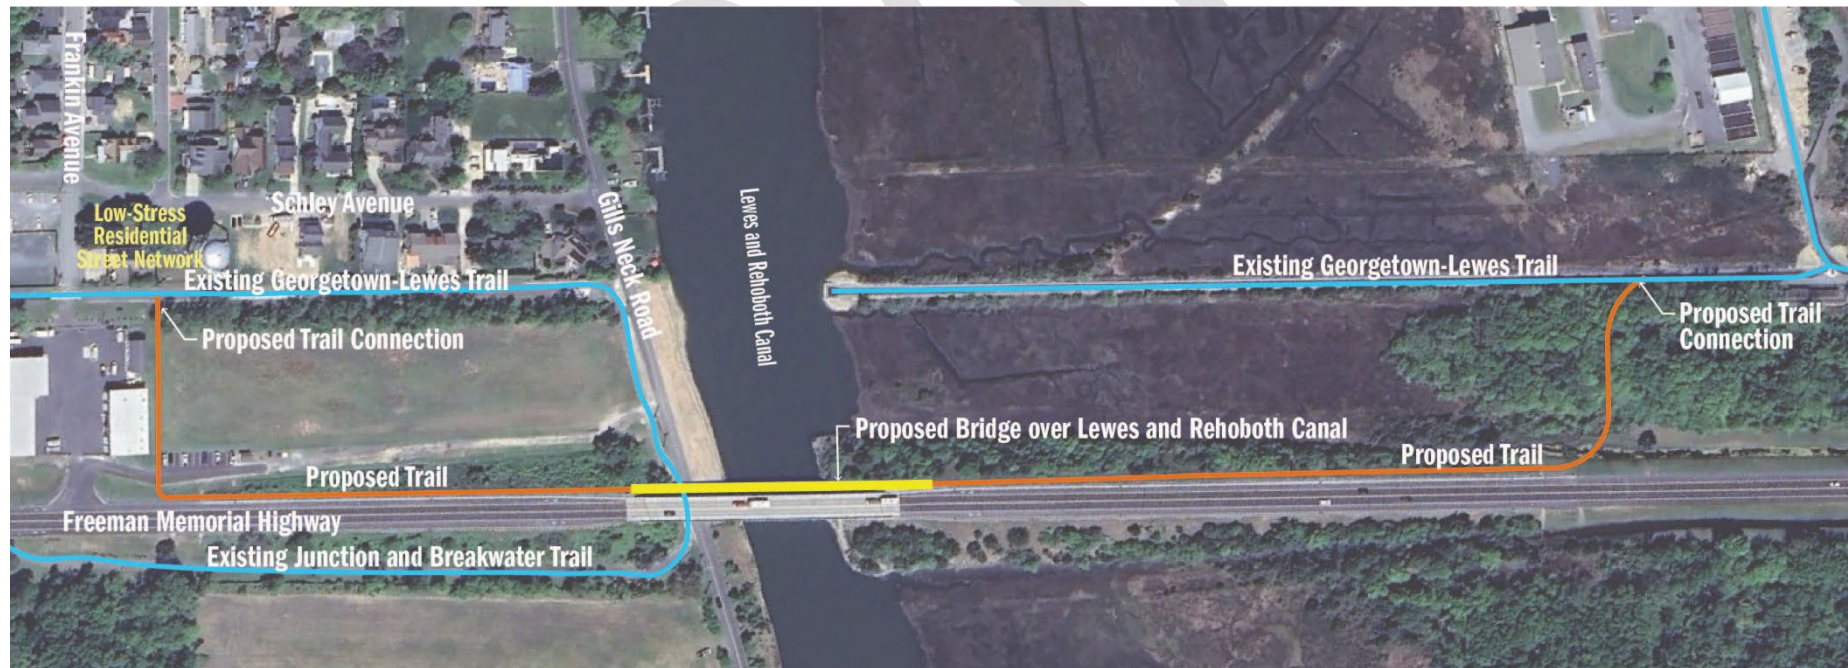 Frankin Avenue
Low-Stress
Residential
Street Network
Schley Avenue
Gills Neck Road
Lewes and Rehoboth Canal
Existing Georgetown-Lewes Trail
Existing Georgetown-Lewes Trail
Proposed Trail Connection
Proposed Trail
Connection
Proposed Bridge over Lewes and Rehoboth Canal
Proposed Trail
Proposed Trail
Freeman Memorial Highway
Existing Junction and Breakwater Trail